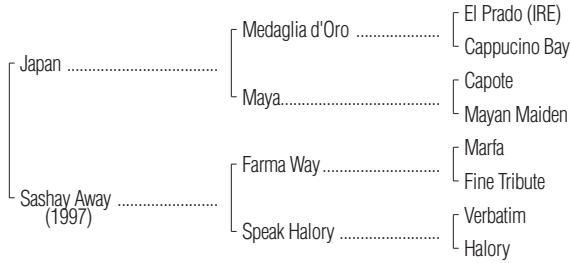 El Prado (IRE)
Medaglia d'Oro
Cappucino Bay
Japan
Capote
Maya
Mayan Maiden
Marfa
Farma Way
Fine Tribute
Sashay Away
(1997)
Verbatim
Speak Halory
Halory